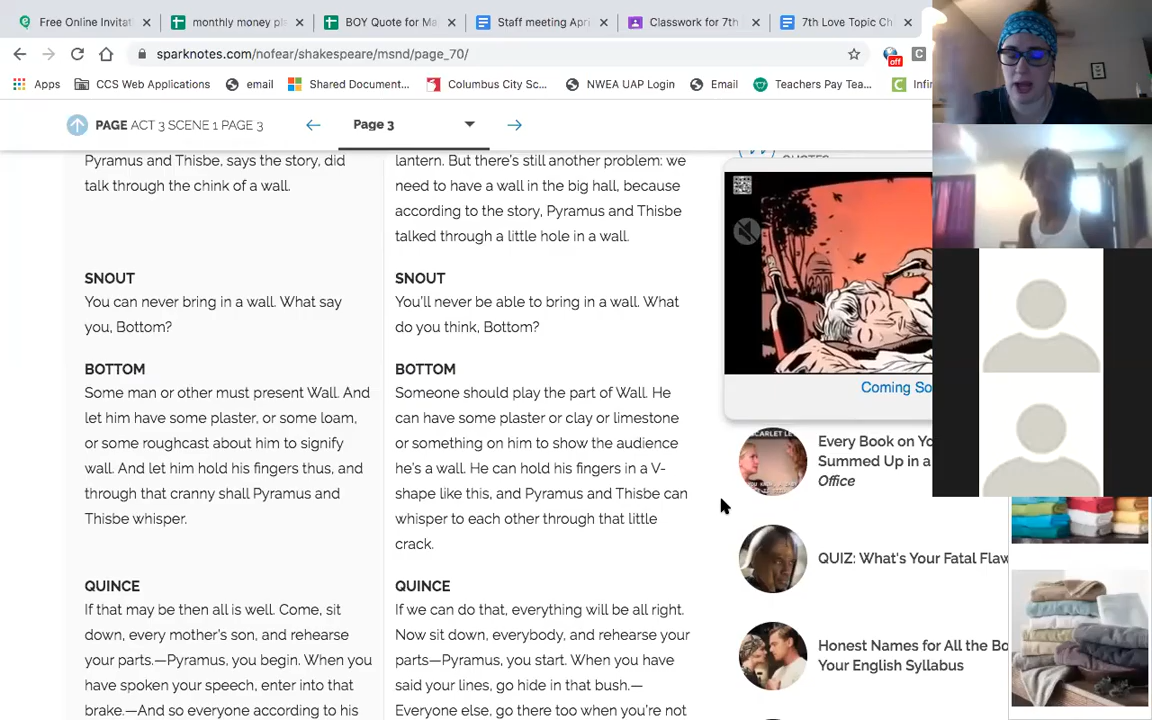 Free Online Invitat
monthly money pl
BOY Quote for Ma
Staff meeting Apri
Classwork for 7th
7th Love Topic Ch
sparknotes.com/nofear/shakespeare/msnd/page_70/
off
Apps
CCS Web Applications
email
Shared Document...
Columbus City Sc...
NWEA UAP Login
Email
Teachers Pay Tea...
Infin
PAGE ACT 3 SCENE 1 PAGE 3
Page 3
Pyramus and Thisbe, says the story, did
talk through the chink of a wall.
SNOUT
You can never bring in a wall. What say
you, Bottom?
BOTTOM
Some man or other must present Wall. And
let him have some plaster, or some loam,
or some roughcast about him to signify
wall. And let him hold his fingers thus, and
through that cranny shall Pyramus and
Thisbe whisper.
QUINCE
If that may be then all is well. Come, sit
down, every mother's son, and rehearse
your parts.—Pyramus, you begin. When you
have spoken your speech, enter into that
brake.—And so everyone according to his
lantern. But there's still another problem: we
need to have a wall in the big hall, because
according to the story, Pyramus and Thisbe
talked through a little hole in a wall.
SNOUT
You'll never be able to bring in a wall. What
do you think, Bottom?
BOTTOM
Someone should play the part of Wall. He
can have some plaster or clay or limestone
or something on him to show the audience
he's a wall. He can hold his fingers in a V-
shape like this, and Pyramus and Thisbe can
whisper to each other through that little
crack.
QUINCE
If we can do that, everything will be all right.
Now sit down, everybody, and rehearse your
parts—Pyramus, you start. When you have
said your lines, go hide in that bush.—
Everyone else, go there too when you're not
QUOTES
Coming So
CARLET LE
Every Book on Yo
Summed Up in a
Office
QUIZ: What's Your Fatal Flaw
Honest Names for All the Bo
Your English Syllabus